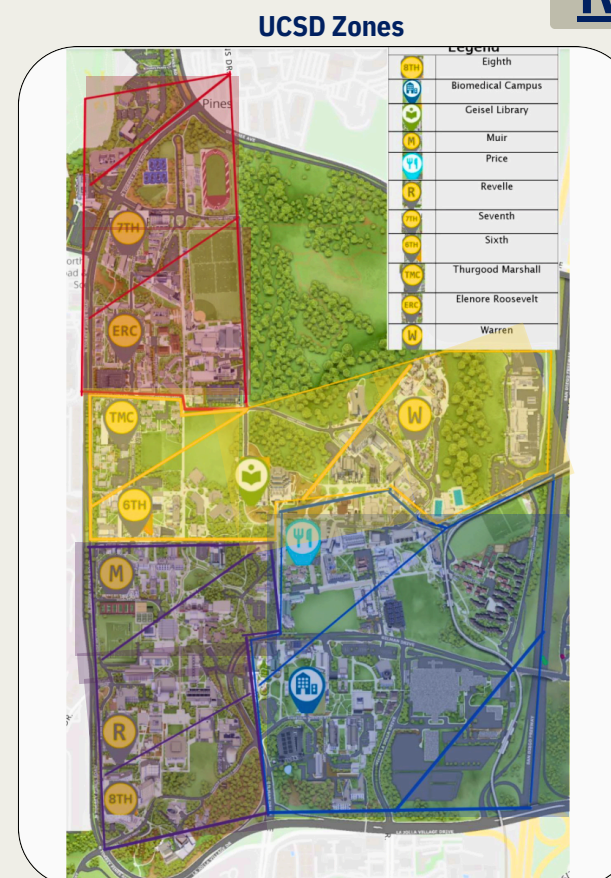 UCSD Zones
Legend
8TH Eighth
Biomedical Campus
Geisel Library
M Muir
Price
R Revelle
7TH Seventh
6TH Sixth
TMC Thurgood Marshall
ERC Elenore Roosevelt
W Warren
Pines
7TH
ERC
TMC
W
6TH
M
R
8TH
LA JOLLA VILLAGE DRIVE